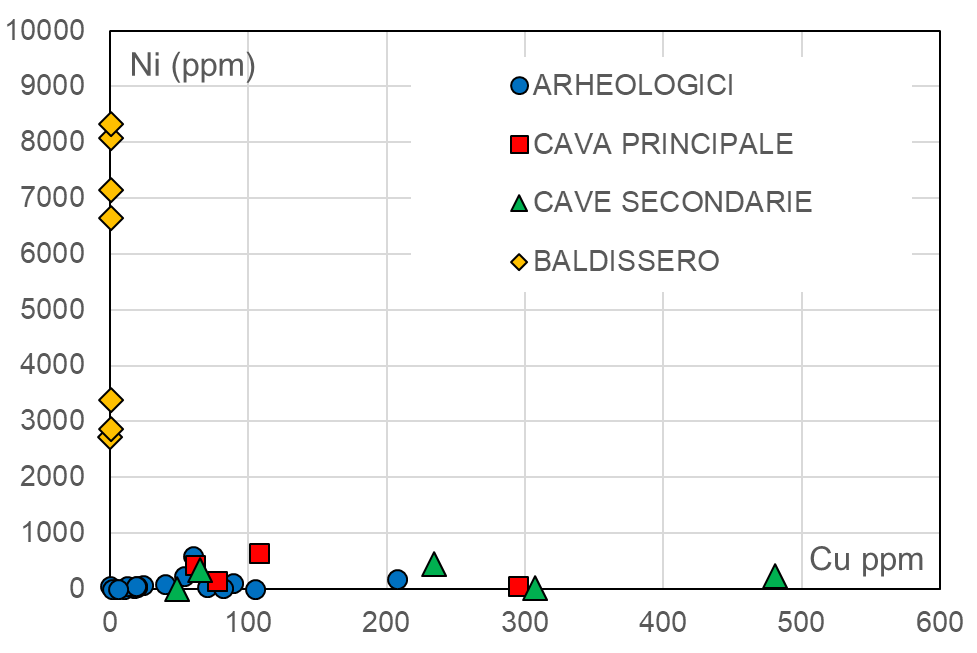 10000
9000
8000
7000
6000
5000
4000
3000
2000
1000
0
Ni (ppm)
ARHEOLOGICI
CAVA PRINCIPALE
CAVE SECONDARIE
BALDISSERO
Cu ppm
0 100 200 300 400 500 600